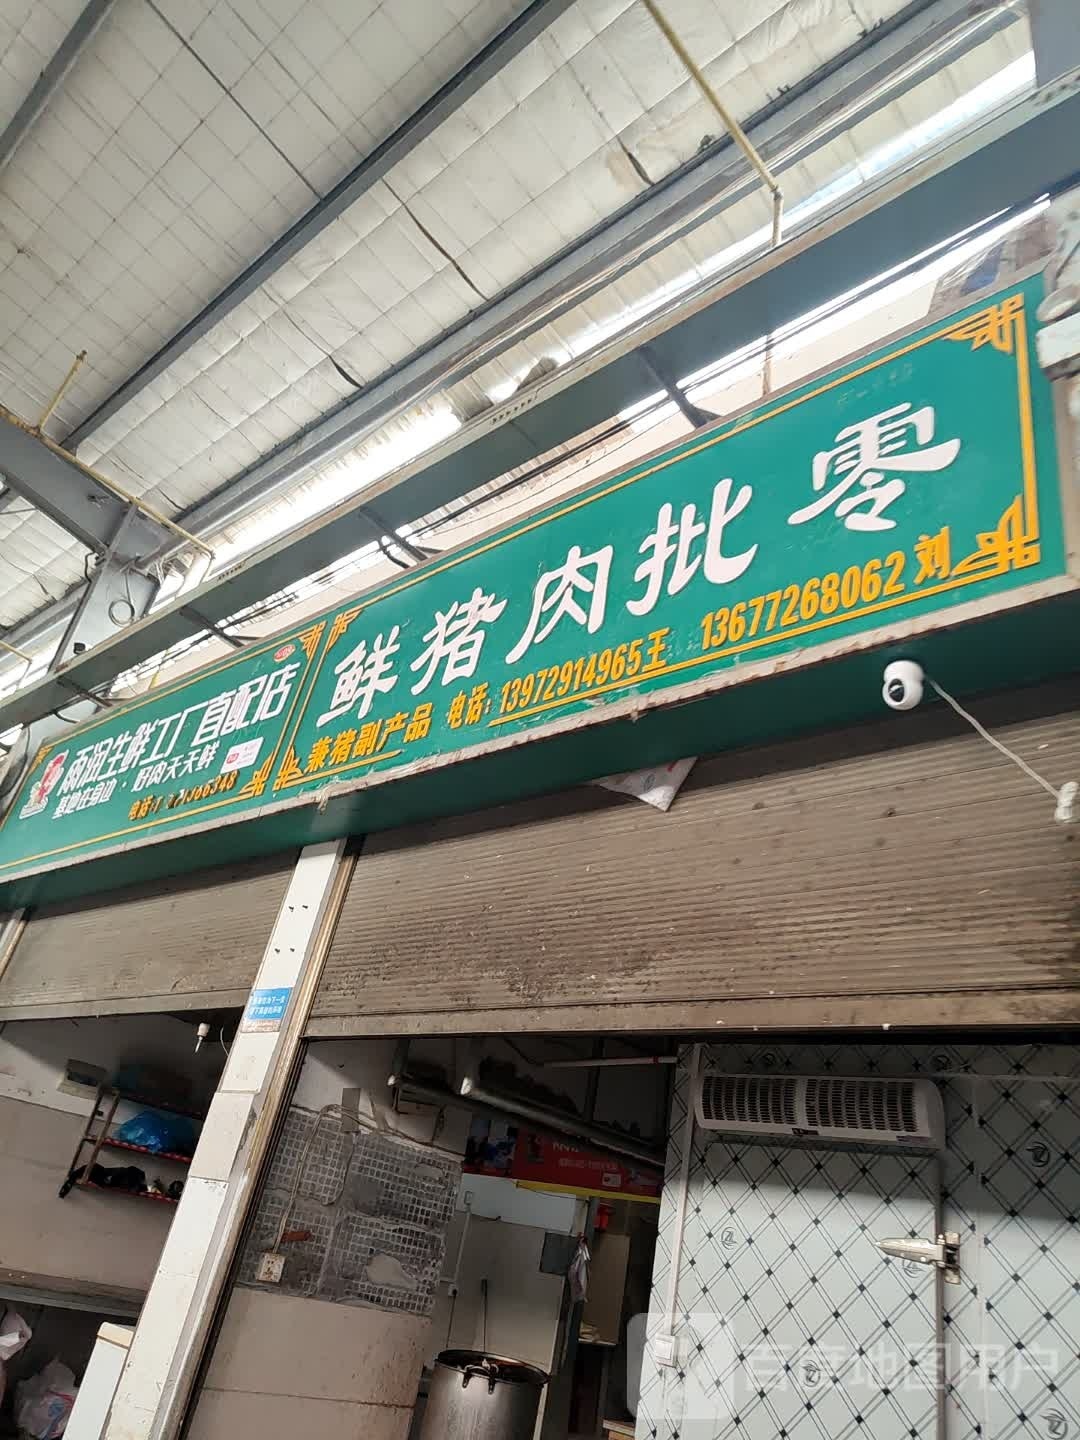 雨润生鲜工厂直配店
基地在身边·好肉天天鲜
鲜猪肉批零
兼猪副产品 电话:13972914965王 13677268062刘
百度地图用户